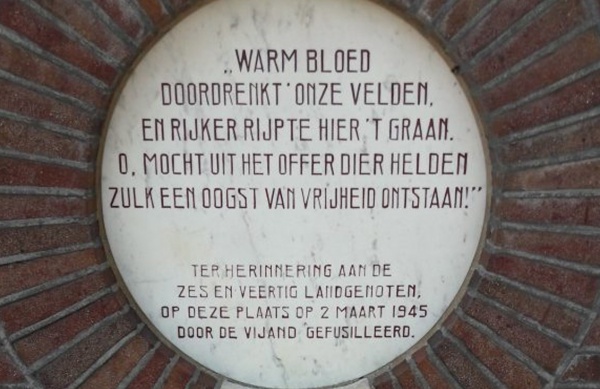 „WARM BLOED
DOORDRENKT' ONZE VELDEN,
EN RIJKER RIJPTE HIER 'T GRAAN.
O, MOCHT UIT HET OFFER DIER HELDEN
ZULK EEN OOGST VAN VRIJHEID ONTSTAAN!"
TER HERINNERING AAN DE
ZES EN VEERTIG LANDGENOTEN,
OP DEZE PLAATS OP 2 MAART 1945
DOOR DE VIJAND GEFUSILLEERD.